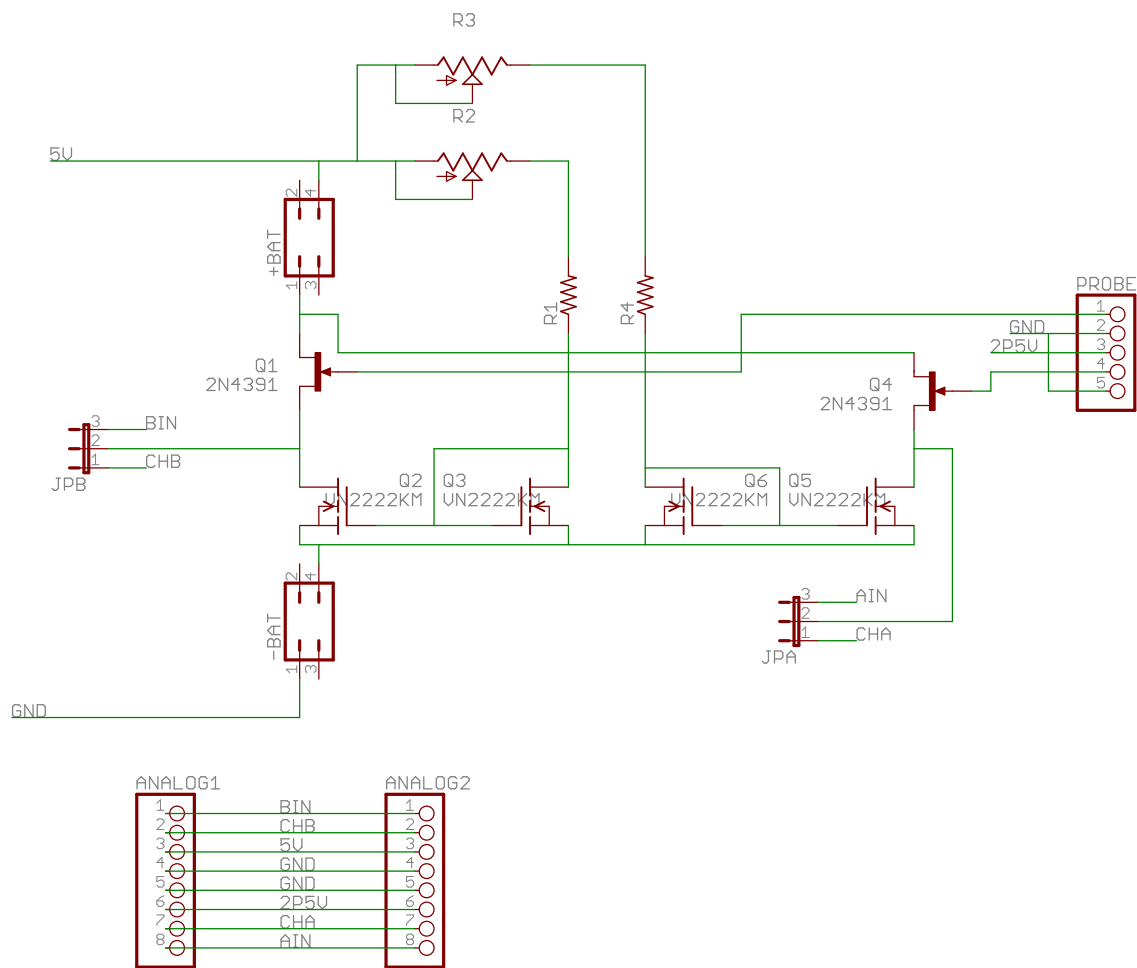 R3
R2
5V
2 4
+BAT
1 3
R1
R4
PROBE
1
GND 2
2P5V 3
4
5
Q1
2N4391
Q4
2N4391
3 BIN
2
1 CHB
JPB
Q2 Q3 Q6 Q5
VN2222KM VN2222KM VN2222KM VN2222KM
2 4
-BAT
1 3
3 AIN
2
1 CHA
JPA
GND
ANALOG1 ANALOG2
1 BIN 1
2 CHB 2
3 5V 3
4 GND 4
5 GND 5
6 2P5V 6
7 CHA 7
8 AIN 8